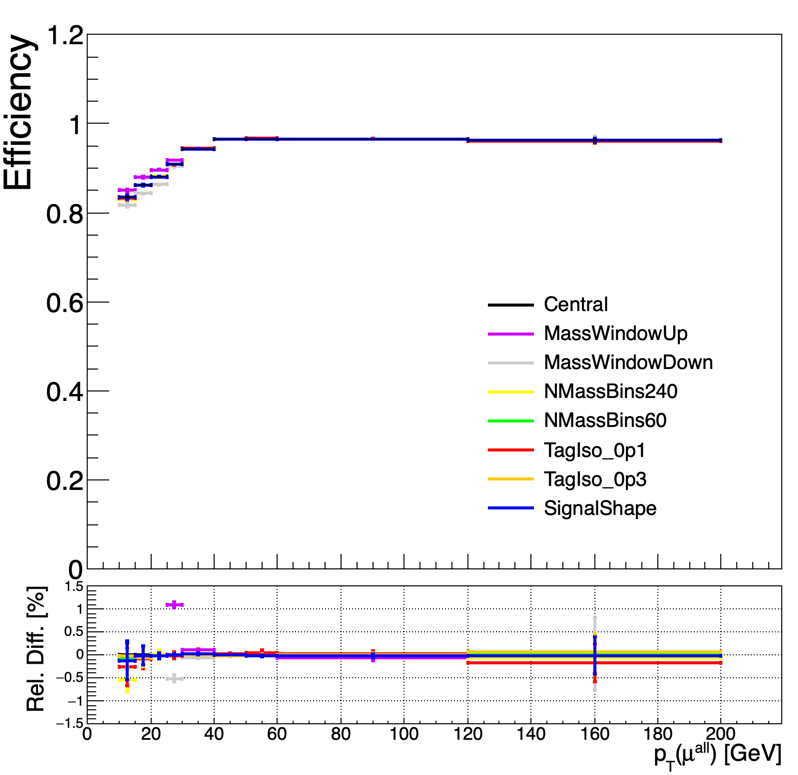 Efficiency
1.2
1
0.8
0.6
0.4
0.2
0
Central
MassWindowUp
MassWindowDown
NMassBins240
NMassBins60
TagIso_0p1
TagIso_0p3
SignalShape
Rel. Diff. [%]
1.5
1
0.5
0
−0.5
−1
−1.5
0 20 40 60 80 100 120 140 160 180 200
pT(μall) [GeV]